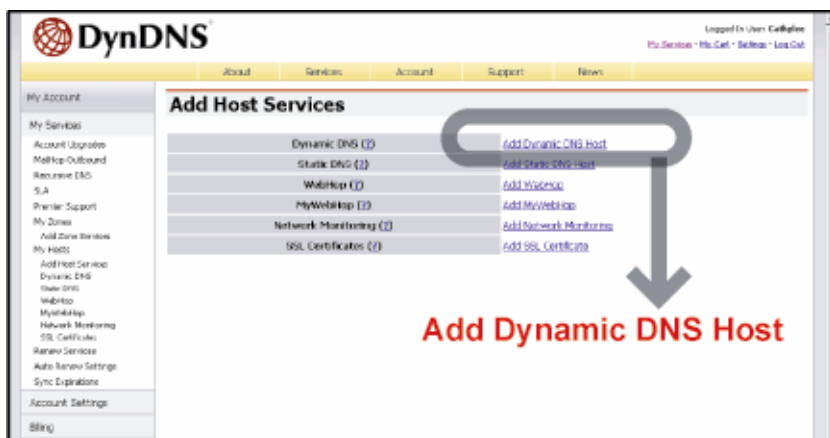 DynDNS
Logged In User: Cathylee
My Services - My Cart - Settings - Log Out
About Services Account Support News
My Account
My Services
Account Upgrades
MailHop Outbound
Recursive DNS
SLA
Premier Support
My Zones
Add Zone Services
My Hosts
Add Host Services
Dynamic DNS
Static DNS
WebHop
MyWebHop
Network Monitoring
SSL Certificates
Renew Services
Auto Renew Settings
Sync Expirations
Account Settings
Billing
Add Host Services
Dynamic DNS (?) Add Dynamic DNS Host
Static DNS (?) Add Static DNS Host
WebHop (?) Add WebHop
MyWebHop (?) Add MyWebHop
Network Monitoring (?) Add Network Monitoring
SSL Certificates (?) Add SSL Certificate
Add Dynamic DNS Host